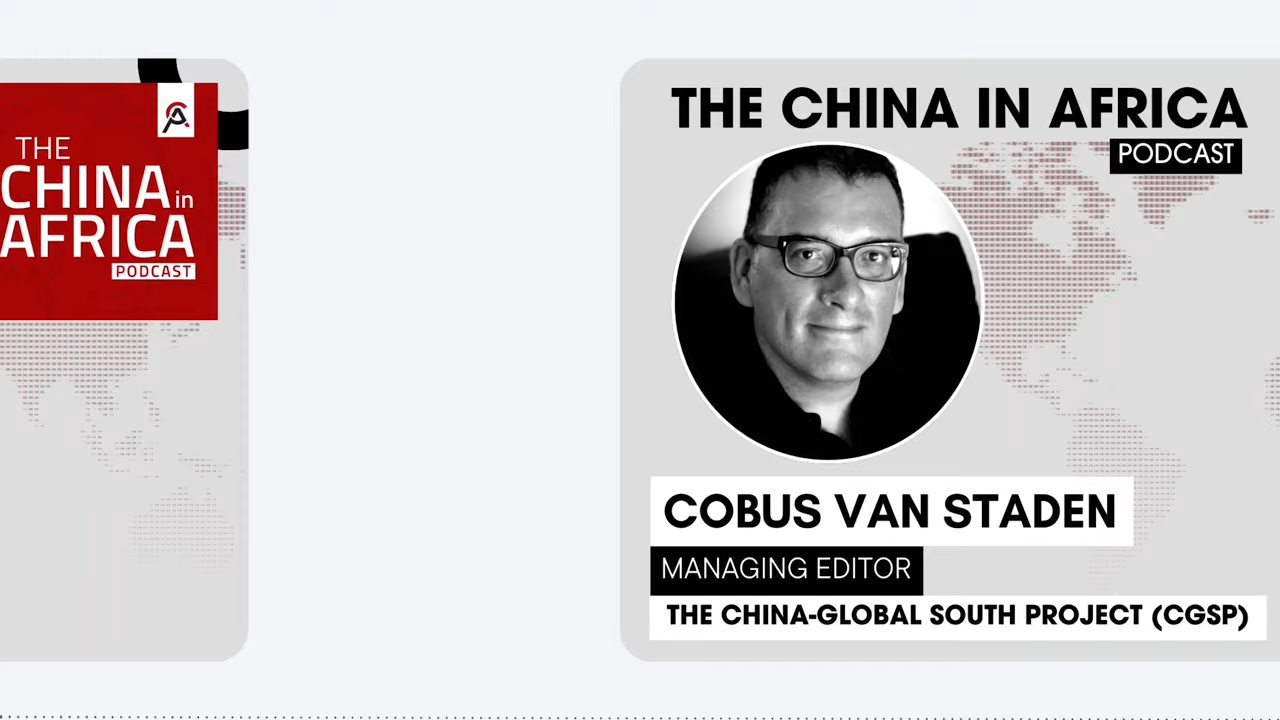 THE
CHINA in
AFRICA
PODCAST
THE CHINA IN AFRICA
PODCAST
COBUS VAN STADEN
MANAGING EDITOR
THE CHINA-GLOBAL SOUTH PROJECT (CGSP)